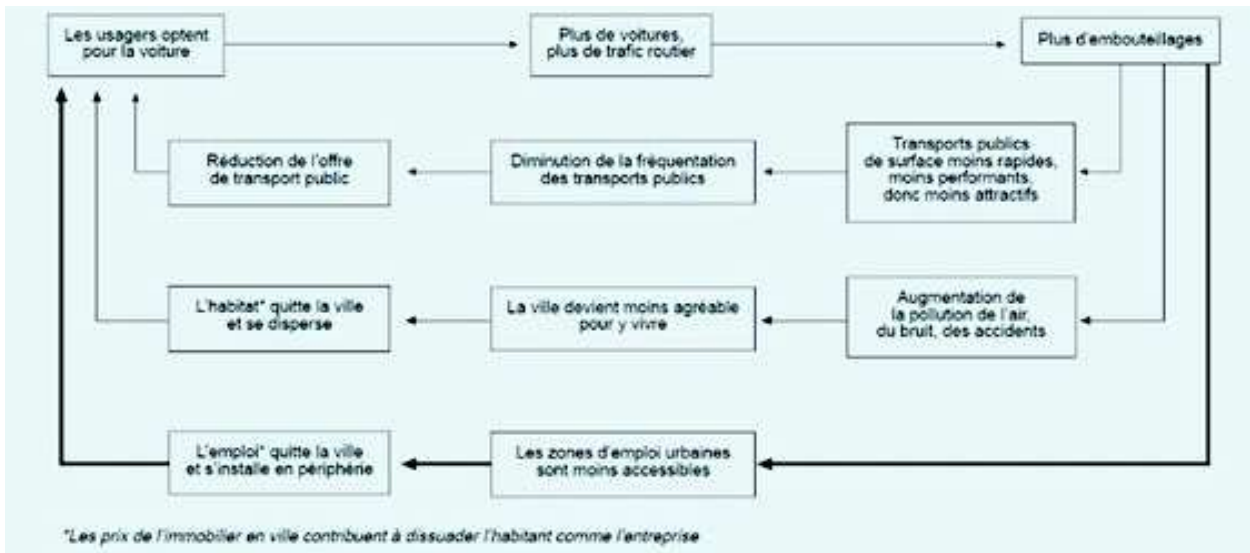 Les usagers optent
pour la voiture
Plus de voitures,
plus de trafic routier
Plus d'embouteillages
Réduction de l'offre
de transport public
Diminution de la fréquentation
des transports publics
Transports publics
de surface moins rapides,
moins performants,
donc moins attractifs
L'habitat* quitte la ville
et se disperse
La ville devient moins agréable
pour y vivre
Augmentation de
la pollution de l'air,
du bruit, des accidents
L'emploi* quitte la ville
et s'installe en périphérie
Les zones d'emploi urbaines
sont moins accessibles
*Les prix de l'immobilier en ville contribuent à dissuader l'habitant comme l'entreprise